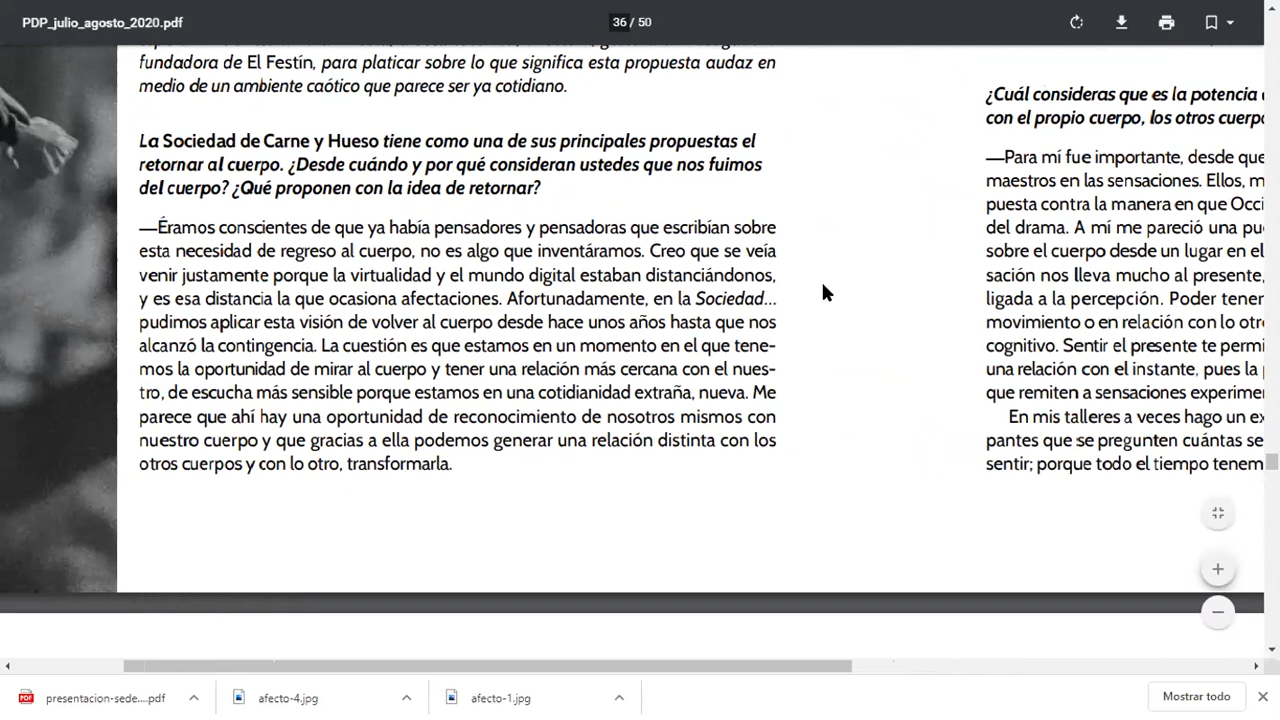 PDP_julio_agosto_2020.pdf
36 / 50
fundadora de El Festín, para platicar sobre lo que significa esta propuesta audaz en
medio de un ambiente caótico que parece ser ya cotidiano.
La Sociedad de Carne y Hueso tiene como una de sus principales propuestas el
retornar al cuerpo. ¿Desde cuándo y por qué consideran ustedes que nos fuimos
del cuerpo? ¿Qué proponen con la idea de retornar?
—Éramos conscientes de que ya había pensadores y pensadoras que escribían sobre
esta necesidad de regreso al cuerpo, no es algo que inventáramos. Creo que se veía
venir justamente porque la virtualidad y el mundo digital estaban distanciándonos,
y es esa distancia la que ocasiona afectaciones. Afortunadamente, en la Sociedad...
pudimos aplicar esta visión de volver al cuerpo desde hace unos años hasta que nos
alcanzó la contingencia. La cuestión es que estamos en un momento en el que tene-
mos la oportunidad de mirar al cuerpo y tener una relación más cercana con el nues-
tro, de escucha más sensible porque estamos en una cotidianidad extraña, nueva. Me
parece que ahí hay una oportunidad de reconocimiento de nosotros mismos con
nuestro cuerpo y que gracias a ella podemos generar una relación distinta con los
otros cuerpos y con lo otro, transformarla.
¿Cuál consideras que es la potencia
con el propio cuerpo, los otros cuerpo
—Para mí fue importante, desde que
maestros en las sensaciones. Ellos, m
puesta contra la manera en que Occi
del drama. A mí me pareció una pu
sobre el cuerpo desde un lugar en el
sación nos lleva mucho al presente,
ligada a la percepción. Poder tener
movimiento o en relación con lo otr
cognitivo. Sentir el presente te permi
una relación con el instante, pues la
que remiten a sensaciones experimer
En mis talleres a veces hago un ex
pantes que se pregunten cuántas se
sentir; porque todo el tiempo tenem
presentacion-sede....pdf
afecto-4.jpg
afecto-1.jpg
Mostrar todo